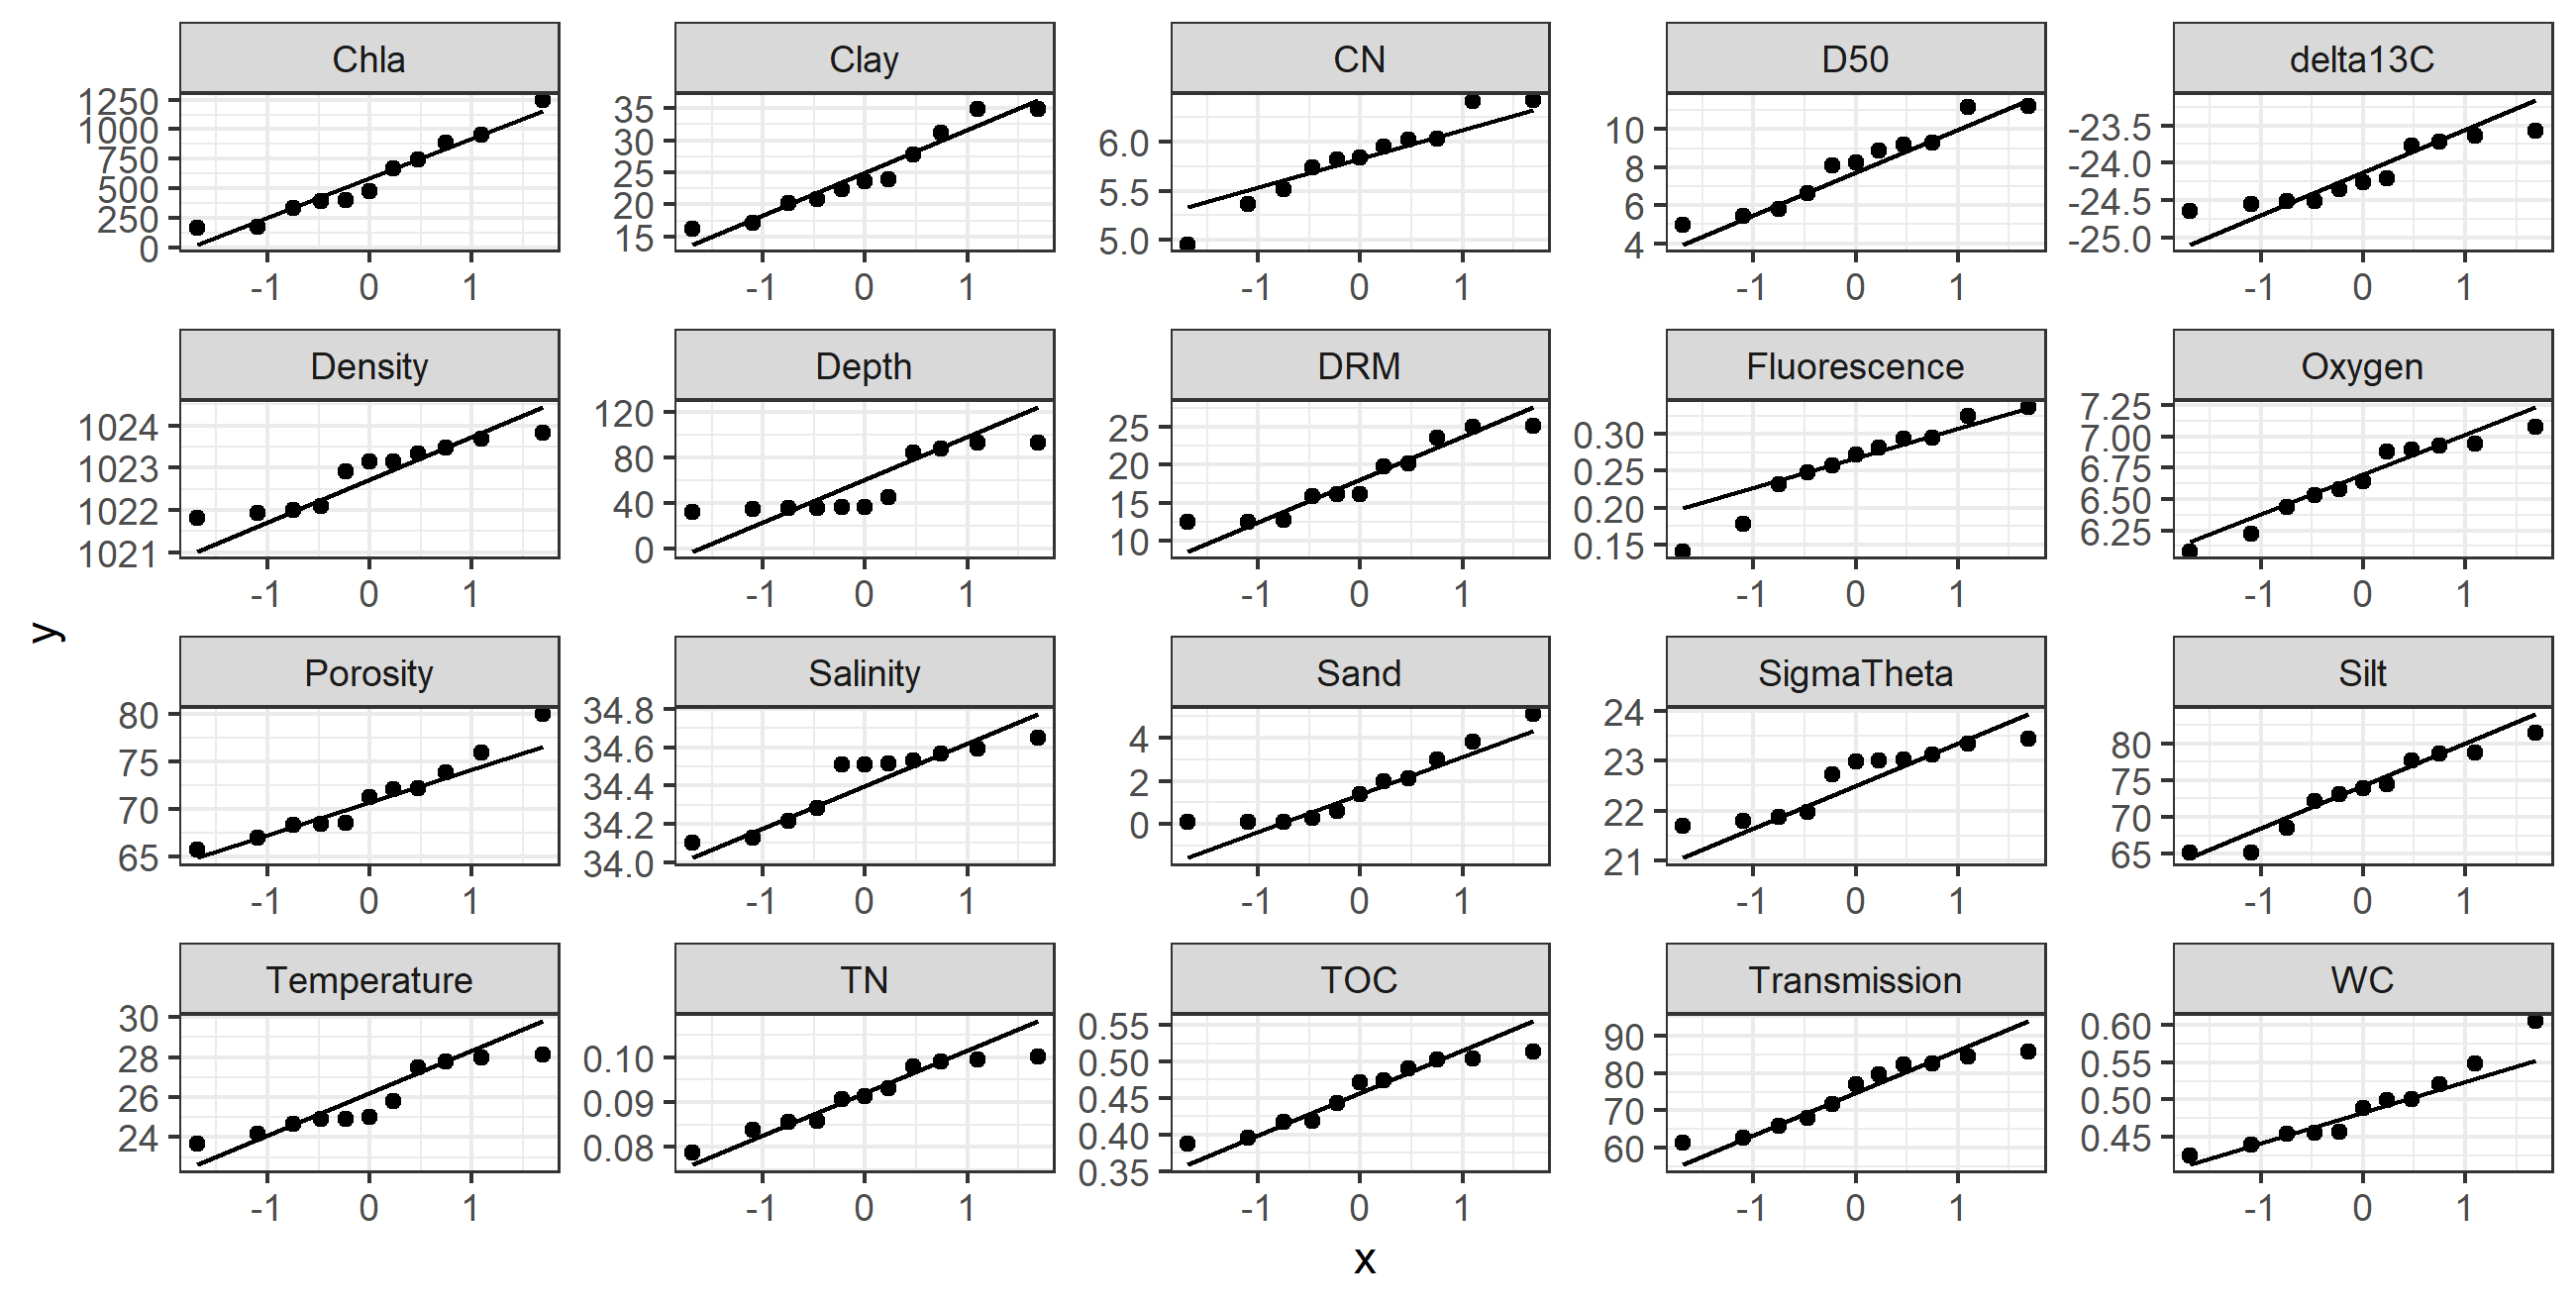 Chla Clay CN D50 delta13C
1250 1000 750 500 250 0
35 30 25 20 15
6.0 5.5 5.0
10 8 6 4
-23.5 -24.0 -24.5 -25.0
-1 0 1 -1 0 1 -1 0 1 -1 0 1 -1 0 1
Density Depth DRM Fluorescence Oxygen
1024 1023 1022 1021
120 80 40 0
25 20 15 10
0.30 0.25 0.20 0.15
7.25 7.00 6.75 6.50 6.25
-1 0 1 -1 0 1 -1 0 1 -1 0 1 -1 0 1
y
Porosity Salinity Sand SigmaTheta Silt
80 75 70 65
34.8 34.6 34.4 34.2 34.0
4 2 0
24 23 22 21
80 75 70 65
-1 0 1 -1 0 1 -1 0 1 -1 0 1 -1 0 1
Temperature TN TOC Transmission WC
30 28 26 24
0.10 0.09 0.08
0.55 0.50 0.45 0.40 0.35
90 80 70 60
0.60 0.55 0.50 0.45
-1 0 1 -1 0 1 -1 0 1 -1 0 1 -1 0 1
x